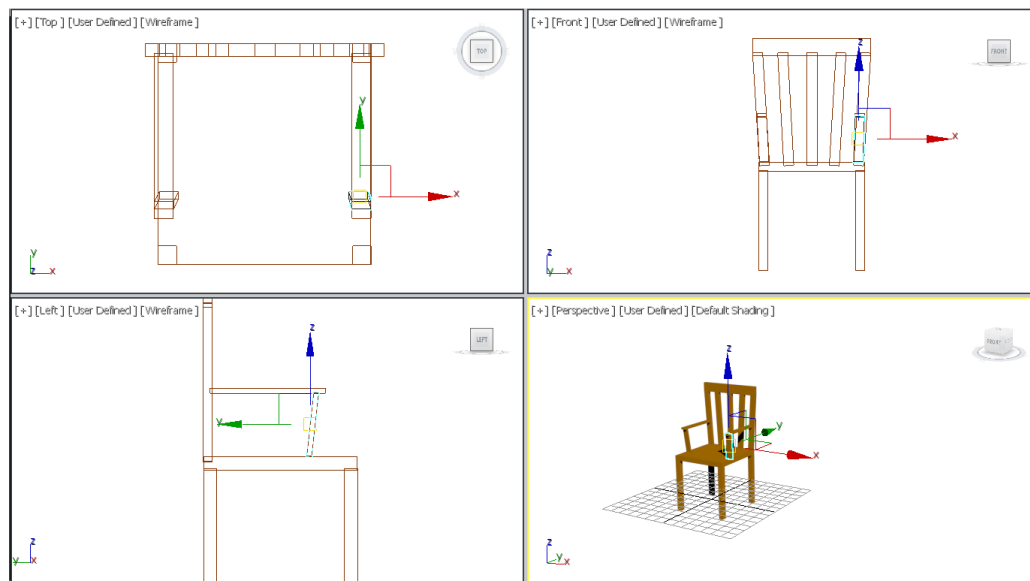 [+] [Top] [User Defined] [Wireframe]
TOP
y
x
y
z
x
[+] [Front] [User Defined] [Wireframe]
FRONT
z
x
z
y
x
[+] [Left] [User Defined] [Wireframe]
LEFT
z
y
z
y
x
[+] [Perspective] [User Defined] [Default Shading]
FRONT
z
y
x
z
y
x